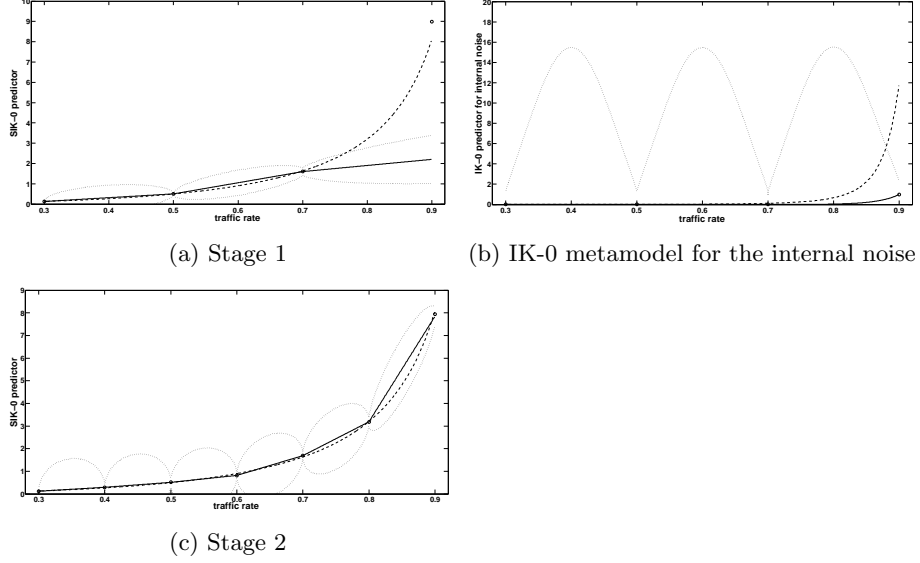 10
9
8
7
6
5
4
3
2
1
0
SIK−0 predictor
0.3 0.4 0.5 0.6 0.7 0.8 0.9
traffic rate
(a) Stage 1
20
18
16
14
12
10
8
6
4
2
0
IK−0 predictor for internal noise
0.3 0.4 0.5 0.6 0.7 0.8 0.9
traffic rate
(b) IK-0 metamodel for the internal noise
9
8
7
6
5
4
3
2
1
0
SIK−0 predictor
0.3 0.4 0.5 0.6 0.7 0.8 0.9
traffic rate
(c) Stage 2